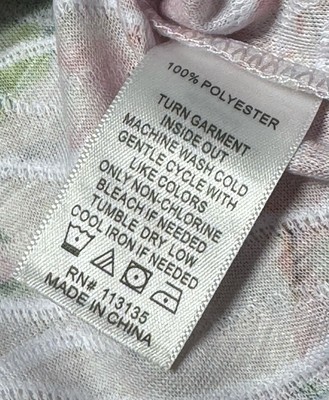 100% POLYESTER
TURN GARMENT
INSIDE OUT
MACHINE WASH COLD
GENTLE CYCLE WITH
LIKE COLORS
ONLY NON-CHLORINE
BLEACH IF NEEDED
TUMBLE DRY LOW
COOL IRON IF NEEDED
RN# 113135
MADE IN CHINA